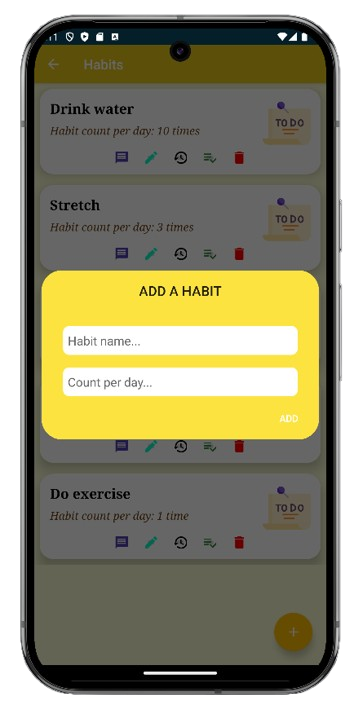 Habits
Drink water
Habit count per day: 10 times
TO DO
Stretch
Habit count per day: 3 times
TO DO
ADD A HABIT
Habit name...
Count per day...
ADD
Do exercise
Habit count per day: 1 time
TO DO
+